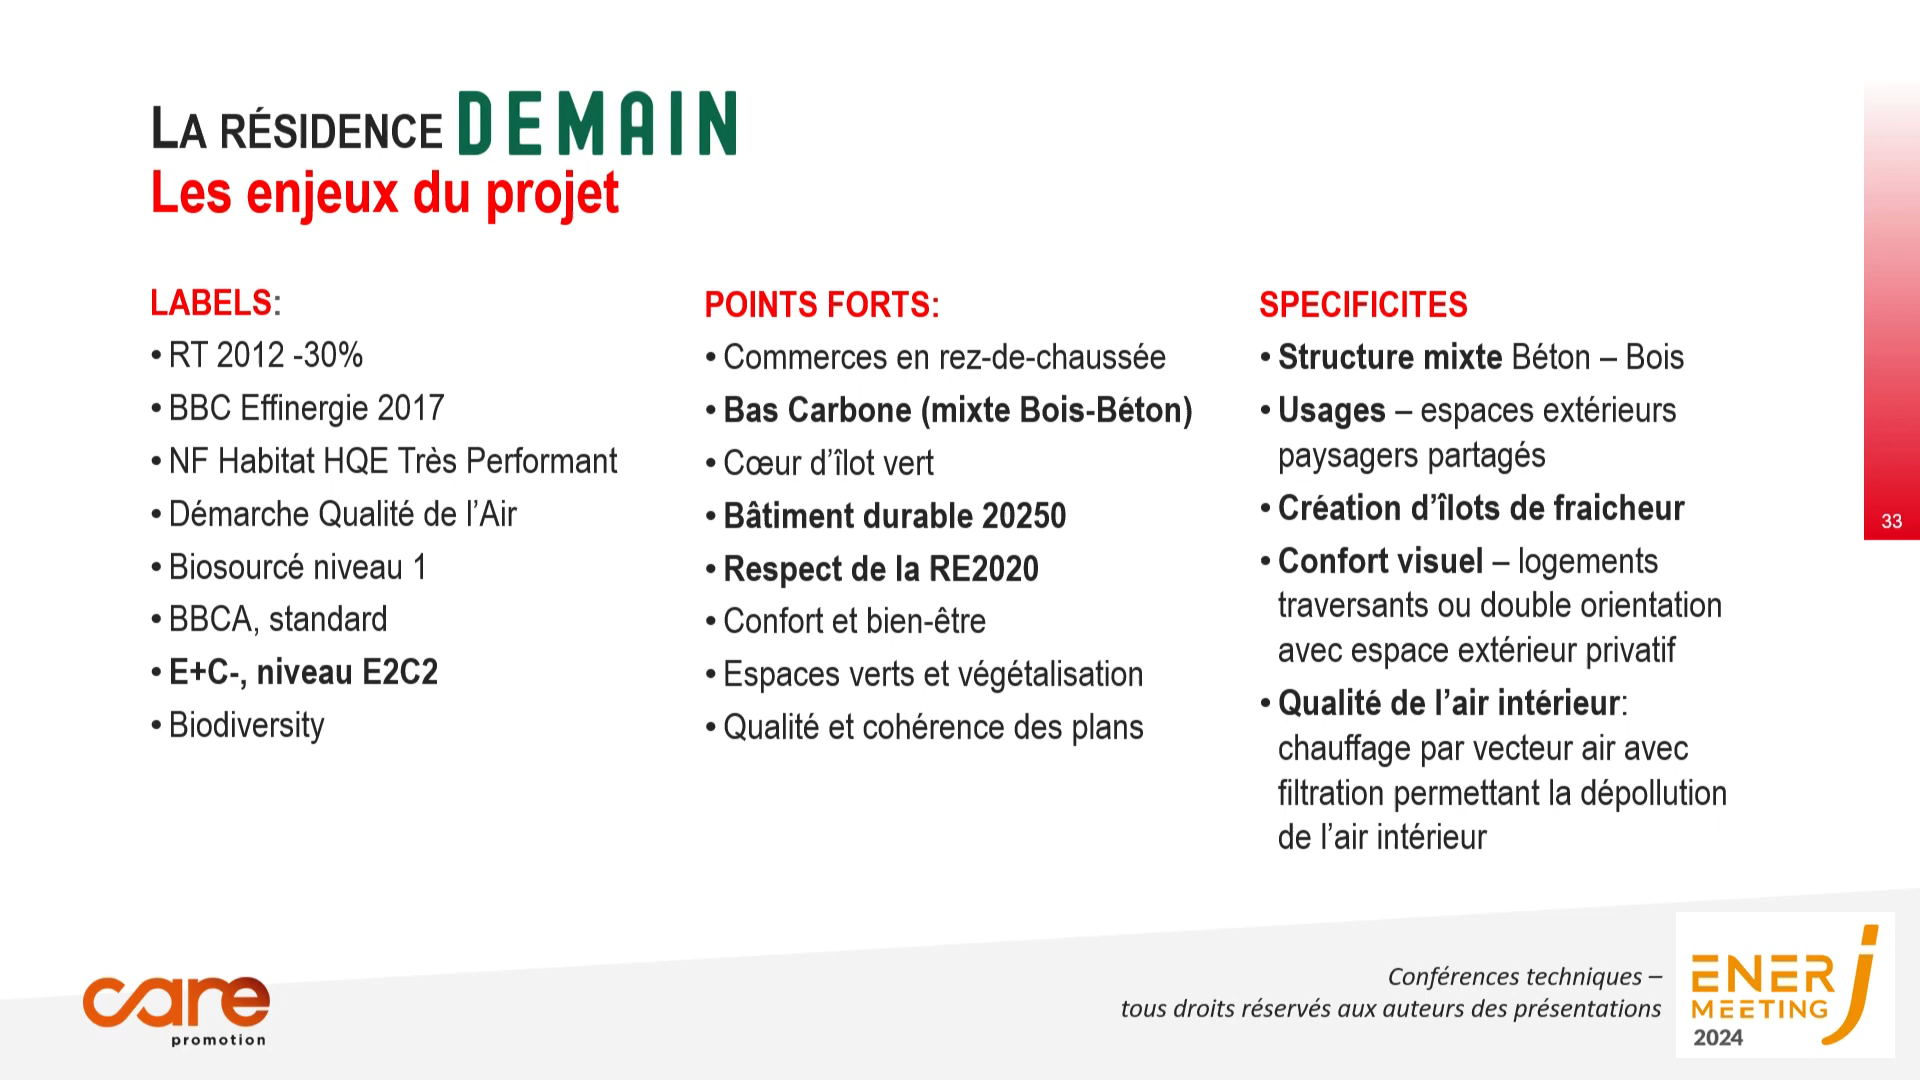 LA RÉSIDENCE DEMAIN
Les enjeux du projet
LABELS:
• RT 2012 -30%
• BBC Effinergie 2017
• NF Habitat HQE Très Performant
• Démarche Qualité de l’Air
• Biosourcé niveau 1
• BBCA, standard
• E+C-, niveau E2C2
• Biodiversity
POINTS FORTS:
• Commerces en rez-de-chaussée
• Bas Carbone (mixte Bois-Béton)
• Cœur d’îlot vert
• Bâtiment durable 20250
• Respect de la RE2020
• Confort et bien-être
• Espaces verts et végétalisation
• Qualité et cohérence des plans
SPECIFICITES
• Structure mixte Béton – Bois
• Usages – espaces extérieurs
paysagers partagés
• Création d’îlots de fraicheur
• Confort visuel – logements
traversants ou double orientation
avec espace extérieur privatif
• Qualité de l’air intérieur:
chauffage par vecteur air avec
filtration permettant la dépollution
de l’air intérieur
33
care
promotion
Conférences techniques –
tous droits réservés aux auteurs des présentations
ENERJ
MEETING
2024